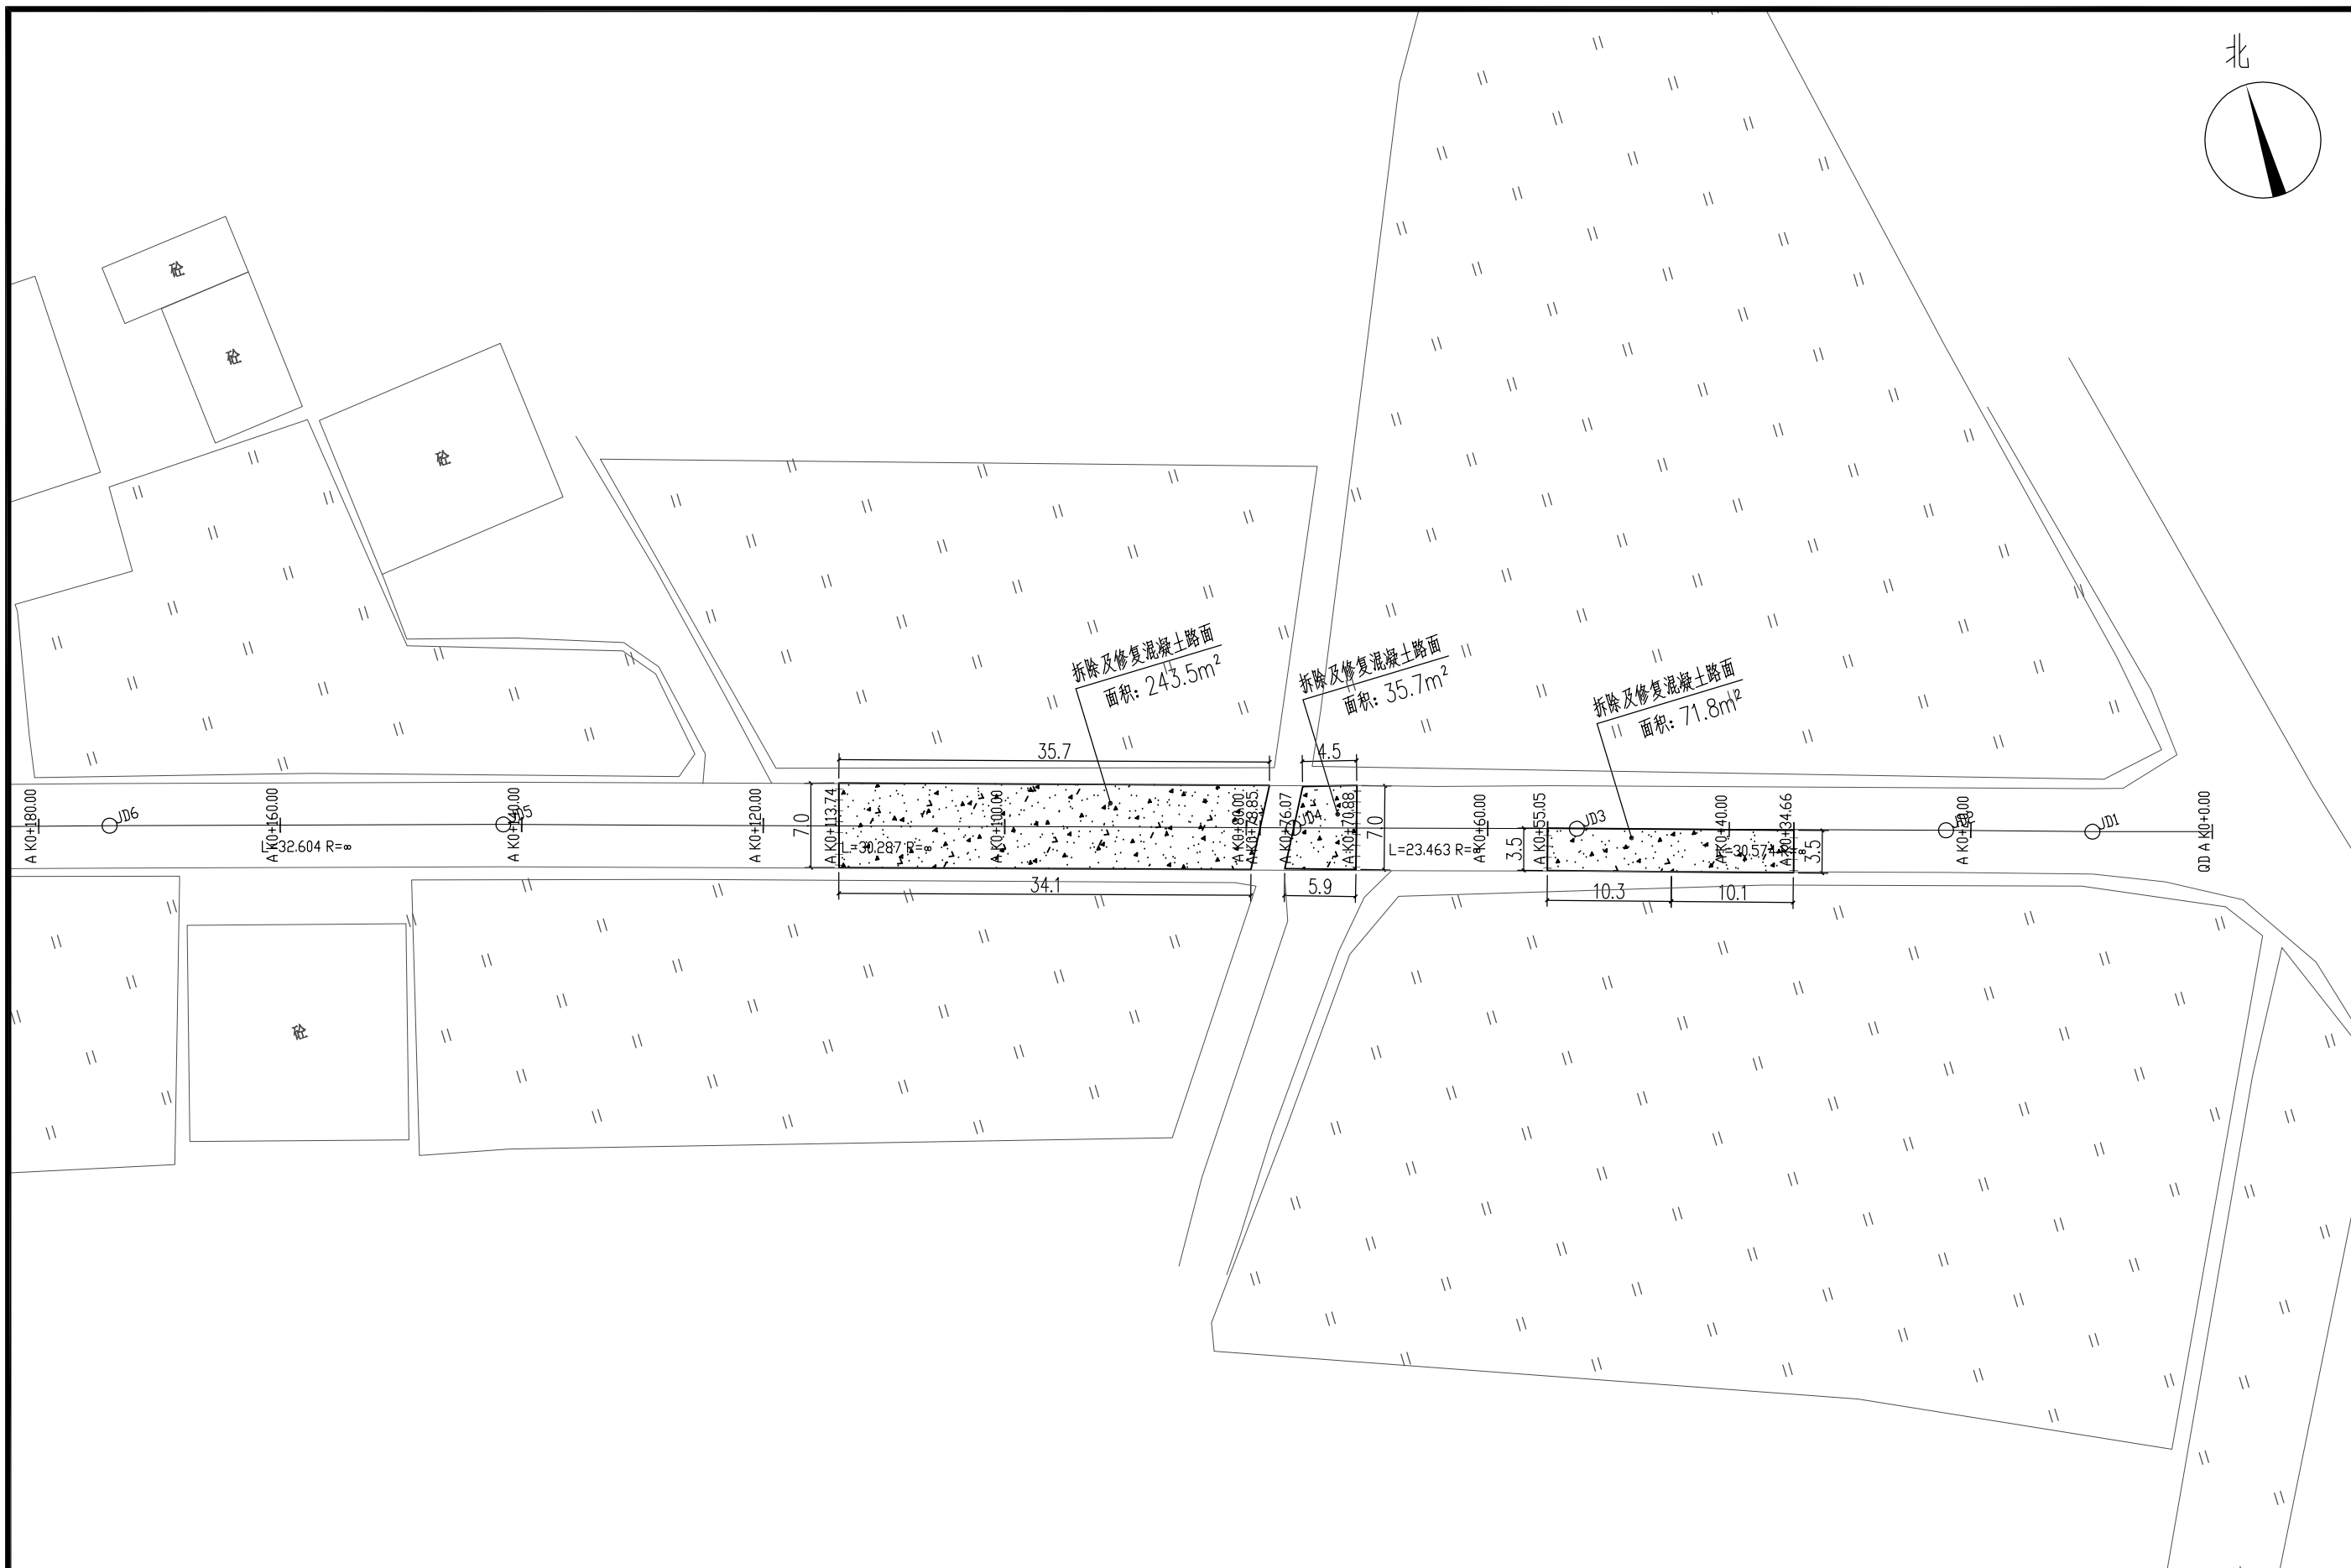 北
砼
砼
砼
拆除及修复混凝土路面
面积: 243.5m²
拆除及修复混凝土路面
面积: 35.7m²
拆除及修复混凝土路面
面积: 71.8m²
35.7
4.5
A K0+180.00
JD6
A K0+160.00
L=32.604 R=∞
A K0+140.00
JD5
A K0+120.00
7.0
A K0+113.74
L=30.287 R=∞
A K0+100.00
A K0+80.00
A K0+78.85
A K0+76.07
JD4
A K0+70.88
7.0
L=23.463 R=∞
A K0+60.00
3.5
A K0+55.05
JD3
A K0+40.00
A K0+34.66
3.5
A K0+20.00
JD1
QD A K0+0.00
34.1
5.9
10.3
10.1
砼